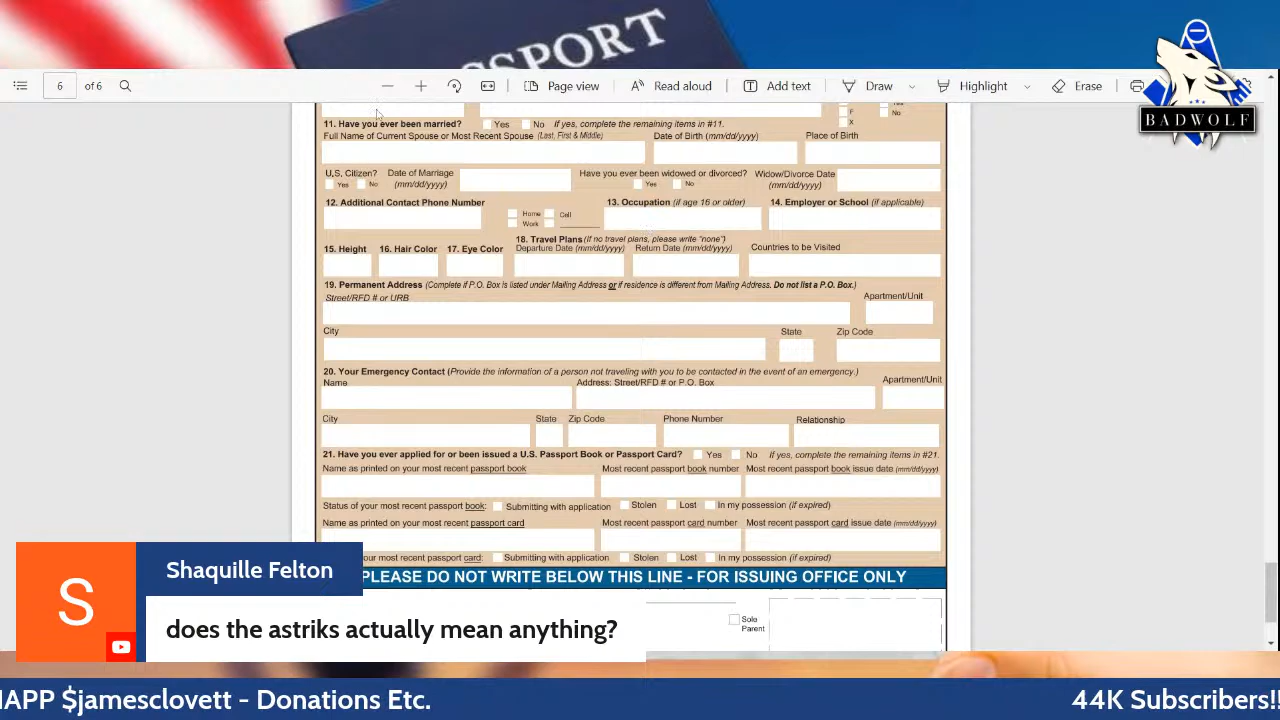 SSPORT
6 of 6 Page view Read aloud Add text Draw Highlight Erase
BADWOLF
F
X
No
11. Have you ever been married? Yes No If yes, complete the remaining items in #11.
Full Name of Current Spouse or Most Recent Spouse (Last, First & Middle) Date of Birth (mm/dd/yyyy) Place of Birth
U.S. Citizen? Date of Marriage Have you ever been widowed or divorced? Widow/Divorce Date
Yes No (mm/dd/yyyy) Yes No (mm/dd/yyyy)
12. Additional Contact Phone Number 13. Occupation (if age 16 or older) 14. Employer or School (if applicable)
Home Cell
Work
18. Travel Plans (If no travel plans, please write "none")
15. Height 16. Hair Color 17. Eye Color Departure Date (mm/dd/yyyy) Return Date (mm/dd/yyyy) Countries to be Visited
19. Permanent Address (Complete if P.O. Box is listed under Mailing Address or if residence is different from Mailing Address. Do not list a P.O. Box.)
Street/RFD # or URB Apartment/Unit
City State Zip Code
20. Your Emergency Contact (Provide the information of a person not traveling with you to be contacted in the event of an emergency.)
Name Address: Street/RFD # or P.O. Box Apartment/Unit
City State Zip Code Phone Number Relationship
21. Have you ever applied for or been issued a U.S. Passport Book or Passport Card? Yes No If yes, complete the remaining items in #21.
Name as printed on your most recent passport book Most recent passport book number Most recent passport book issue date (mm/dd/yyyy)
Status of your most recent passport book: Submitting with application Stolen Lost In my possession (if expired)
Name as printed on your most recent passport card Most recent passport card number Most recent passport card issue date (mm/dd/yyyy)
your most recent passport card: Submitting with application Stolen Lost In my possession (if expired)
PLEASE DO NOT WRITE BELOW THIS LINE - FOR ISSUING OFFICE ONLY
Sole
Parent
S
Shaquille Felton
does the astriks actually mean anything?
APP $jamesclovett - Donations Etc. 44K Subscribers!!